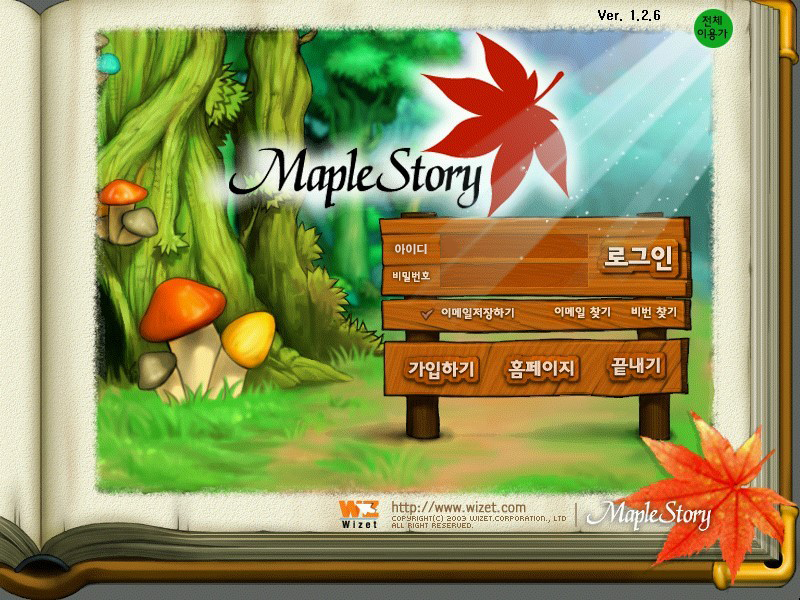 Ver. 1.2.6
전체
이용가
MapleStory
아이디
로그인
비밀번호
이메일저장하기 이메일 찾기 비번 찾기
가입하기 홈페이지 끝내기
Wizet
http://www.wizet.com
COPYRIGHT(C) 2003 WIZET.CORPORATION., LTD
ALL RIGHT RESERVED.
MapleStory